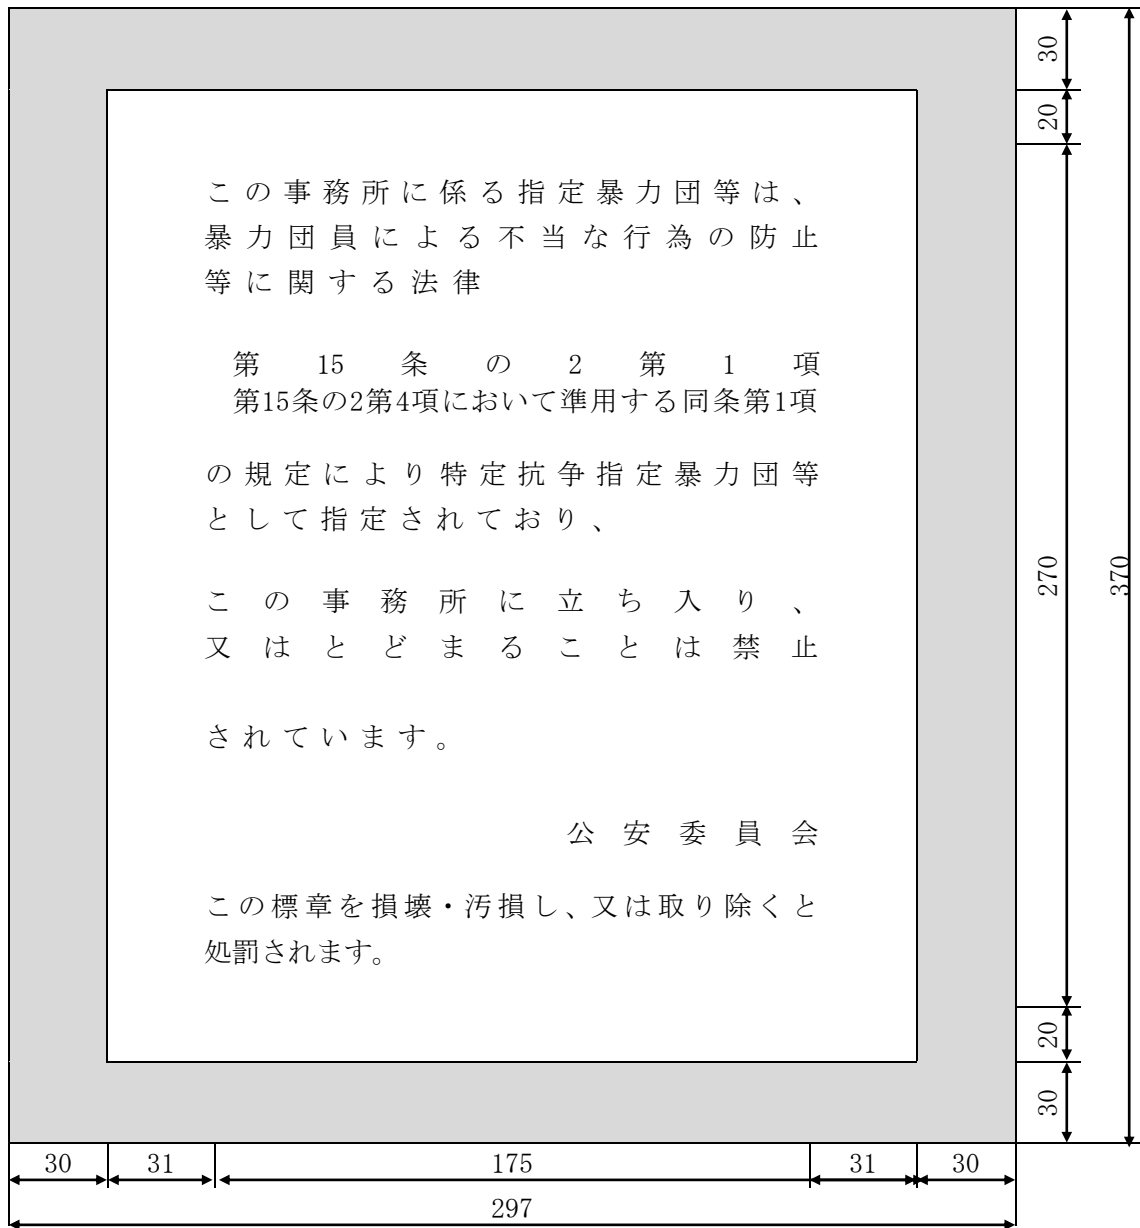 この事務所に係る指定暴力団等は、
暴力団員による不当な行為の防止
等に関する法律
第15条の2第1項
第15条の2第4項において準用する同条第1項
の規定により特定抗争指定暴力団等
として指定されており、
この事務所に立ち入り、
又はとどまることは禁止
されています。
公安委員会
この標章を損壊・汚損し、又は取り除くと
処罰されます。
30
20
270
370
20
30
30
31
175
31
30
297